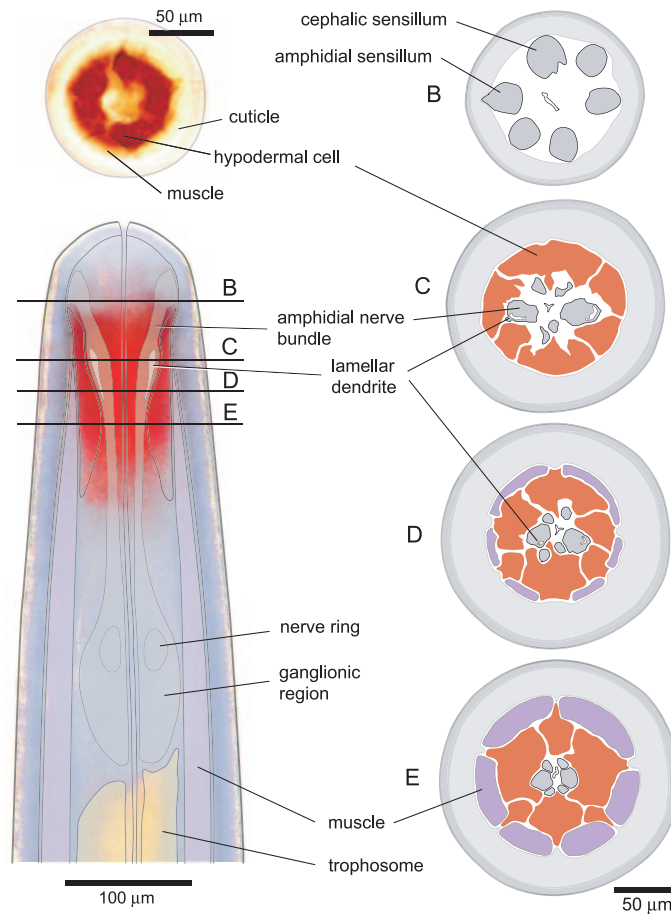 50 μm
cephalic sensillum
amphidial sensillum
B
cuticle
hypodermal cell
muscle
B
C
D
E
amphidial nerve
bundle
lamellar
dendrite
C
D
nerve ring
ganglionic
region
E
muscle
trophosome
100 μm
50 μm